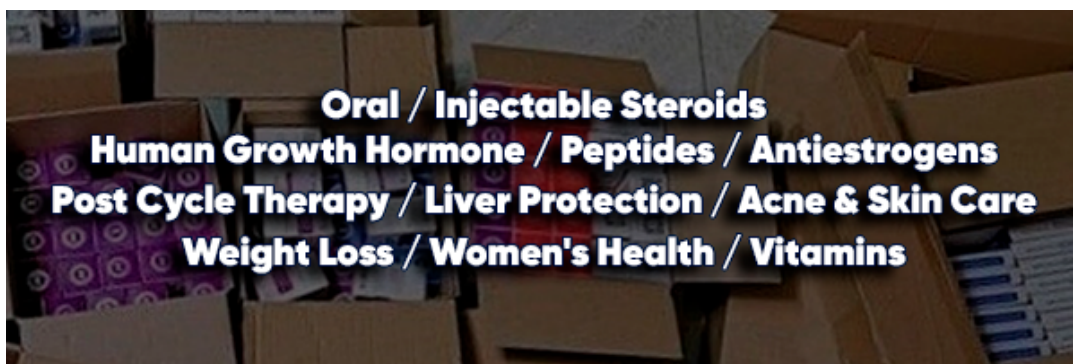 Oral / Injectable Steroids
Human Growth Hormone / Peptides / Antiestrogens
Post Cycle Therapy / Liver Protection / Acne & Skin Care
Weight Loss / Women's Health / Vitamins